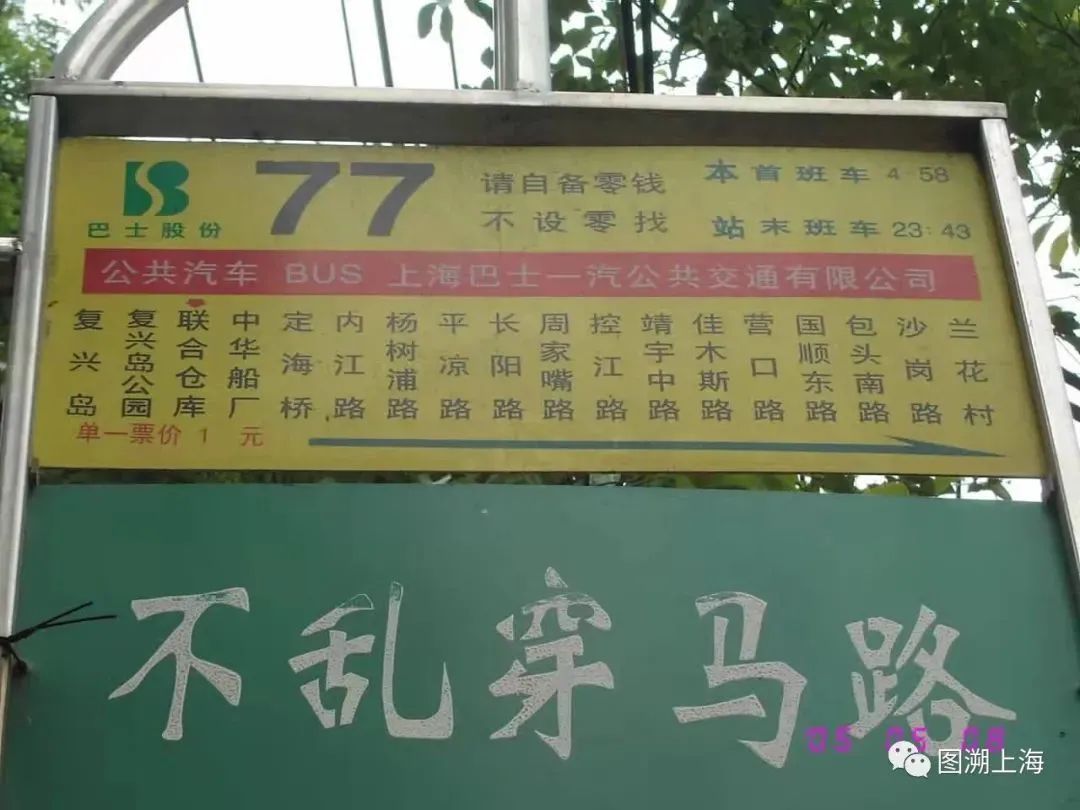 巴士股份
77
请自备零钱
不设零找
本站
首班车 4:58
末班车 23:43
公共汽车 BUS 上海巴士一汽公共交通有限公司
复兴岛
复兴岛公园
联合仓库
中华船厂
定海桥
内江路
杨树浦路
平凉路
长阳路
周家嘴路
控江路
靖宇中路
佳木斯路
营口路
国顺东路
包头南路
沙岗路
兰花村
单一票价 1 元
不乱穿马路
05 05 08
图溯上海